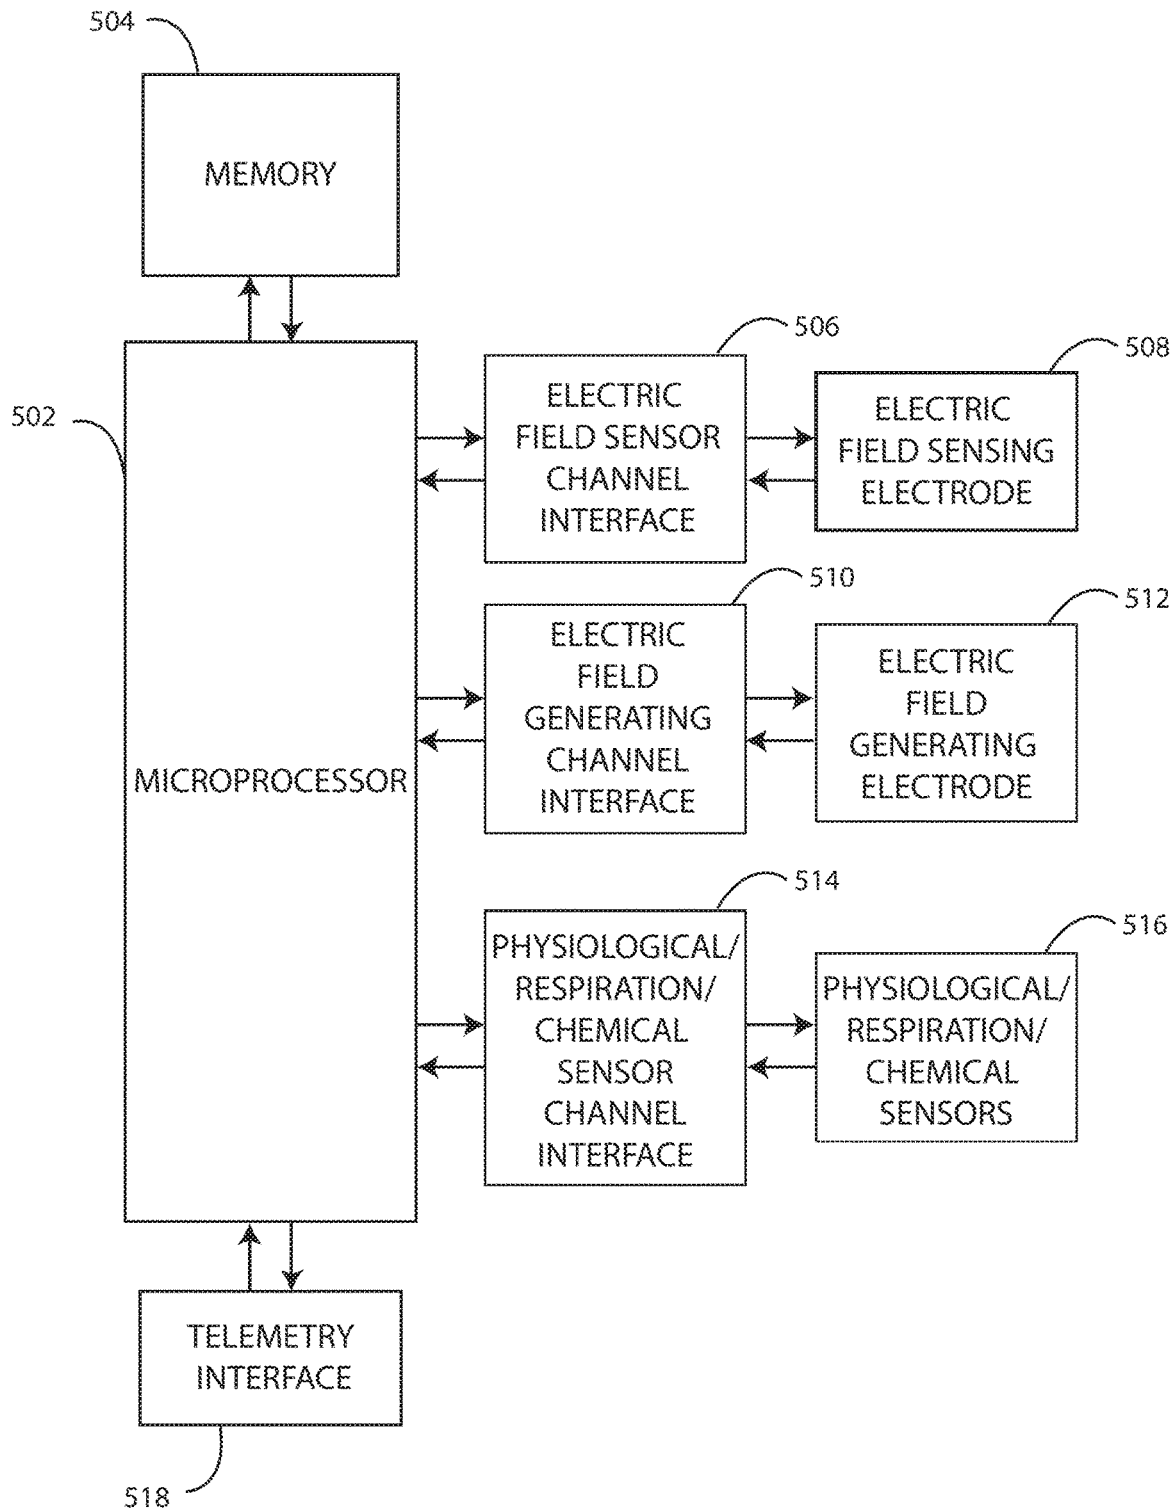 504
MEMORY
506
508
502
ELECTRIC
FIELD SENSOR
CHANNEL
INTERFACE
ELECTRIC
FIELD SENSING
ELECTRODE
510
512
ELECTRIC
FIELD
GENERATING
CHANNEL
INTERFACE
ELECTRIC
FIELD
GENERATING
ELECTRODE
MICROPROCESSOR
514
516
PHYSIOLOGICAL/
RESPIRATION/
CHEMICAL
SENSOR
CHANNEL
INTERFACE
PHYSIOLOGICAL/
RESPIRATION/
CHEMICAL
SENSORS
TELEMETRY
INTERFACE
518